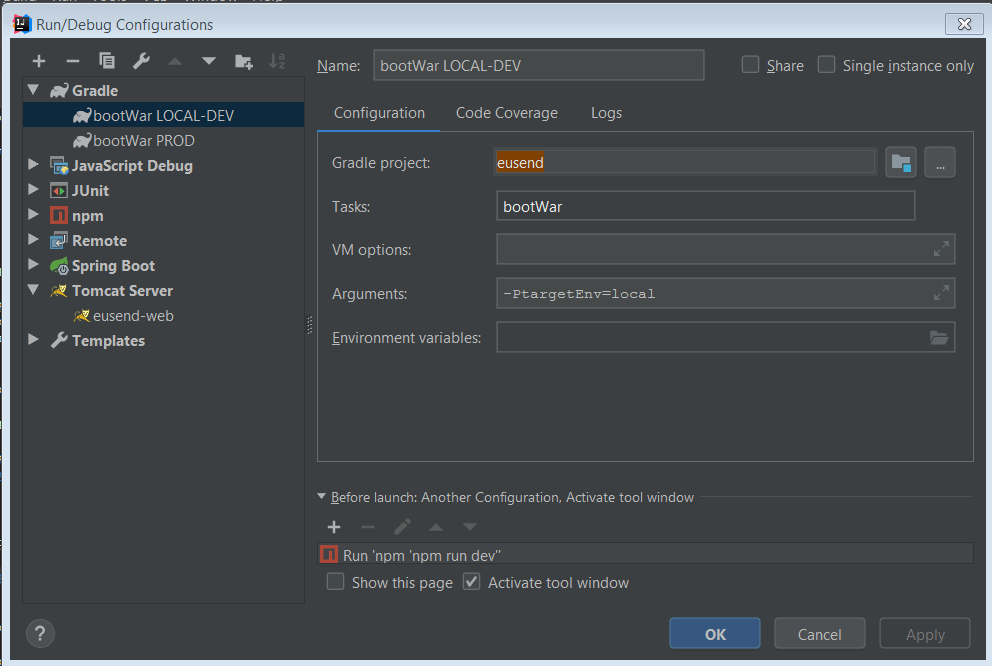 Run/Debug Configurations
Name: bootWar LOCAL-DEV Share Single instance only
Gradle
bootWar LOCAL-DEV
bootWar PROD
JavaScript Debug
JUnit
npm
Remote
Spring Boot
Tomcat Server
eusend-web
Templates
Configuration Code Coverage Logs
Gradle project: eusend ...
Tasks: bootWar
VM options:
Arguments: -PtargetEnv=local
Environment variables:
Before launch: Another Configuration, Activate tool window
Run 'npm 'npm run dev''
Show this page Activate tool window
? OK Cancel Apply